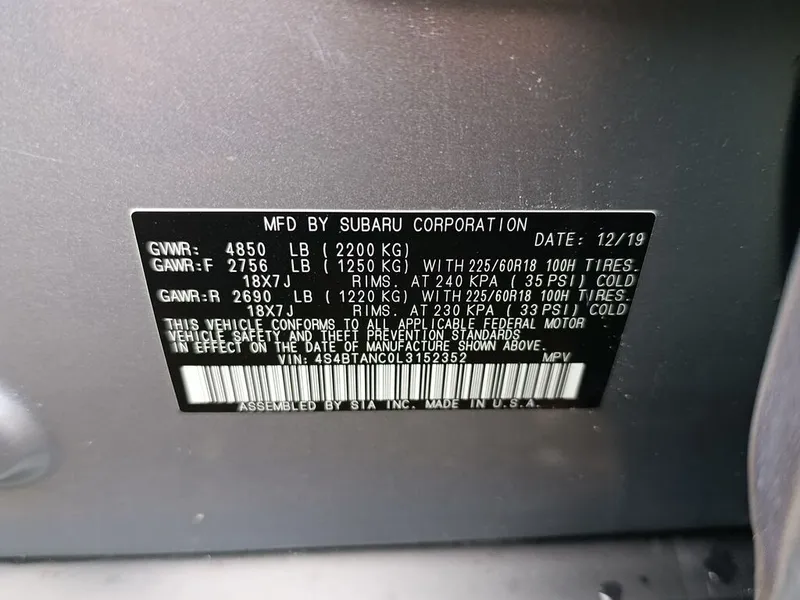 MFD BY SUBARU CORPORATION
DATE: 12/19
GVWR: 4850 LB (2200 KG)
GAWR:F 2756 LB (1250 KG) WITH 225/60R18 100H TIRES.
18X7J RIMS. AT 240 KPA (35 PSI) COLD
GAWR:R 2690 LB (1220 KG) WITH 225/60R18 100H TIRES.
18X7J RIMS. AT 230 KPA (33 PSI) COLD
THIS VEHICLE CONFORMS TO ALL APPLICABLE FEDERAL MOTOR
VEHICLE SAFETY AND THEFT PREVENTION STANDARDS
IN EFFECT ON THE DATE OF MANUFACTURE SHOWN ABOVE.
VIN: 4S4BTANC0L3152352 MPV
ASSEMBLED BY SIA INC. MADE IN U.S.A.